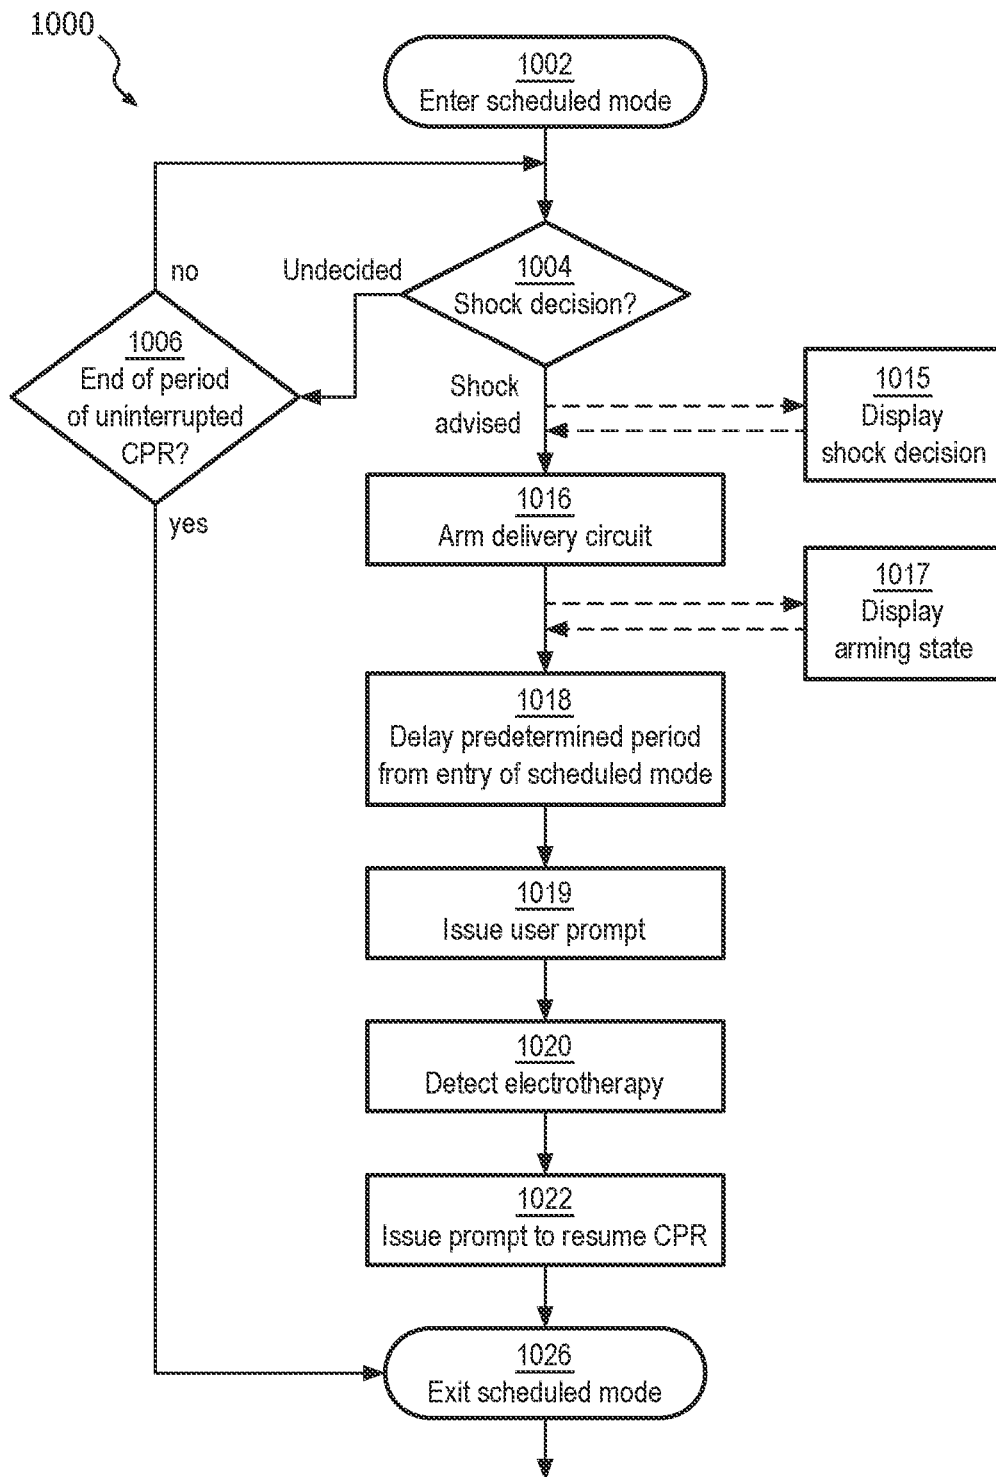 1000
1002
Enter scheduled mode
no
Undecided
1004
Shock decision?
1006
End of period
of uninterrupted
CPR?
yes
Shock
advised
1015
Display
shock decision
1016
Arm delivery circuit
1017
Display
arming state
1018
Delay predetermined period
from entry of scheduled mode
1019
Issue user prompt
1020
Detect electrotherapy
1022
Issue prompt to resume CPR
1026
Exit scheduled mode